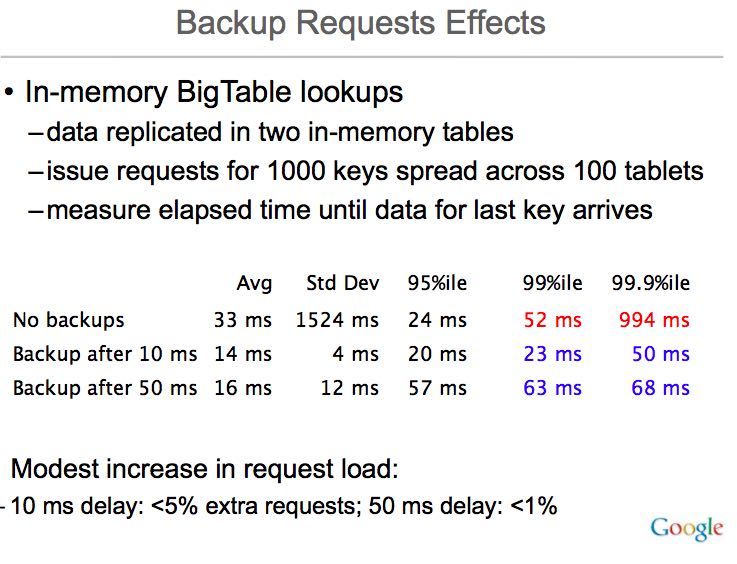 Backup Requests Effects
• In-memory BigTable lookups
–data replicated in two in-memory tables
–issue requests for 1000 keys spread across 100 tablets
–measure elapsed time until data for last key arrives
Avg Std Dev 95%ile 99%ile 99.9%ile
No backups 33 ms 1524 ms 24 ms 52 ms 994 ms
Backup after 10 ms 14 ms 4 ms 20 ms 23 ms 50 ms
Backup after 50 ms 16 ms 12 ms 57 ms 63 ms 68 ms
Modest increase in request load:
- 10 ms delay: <5% extra requests; 50 ms delay: <1%
Google